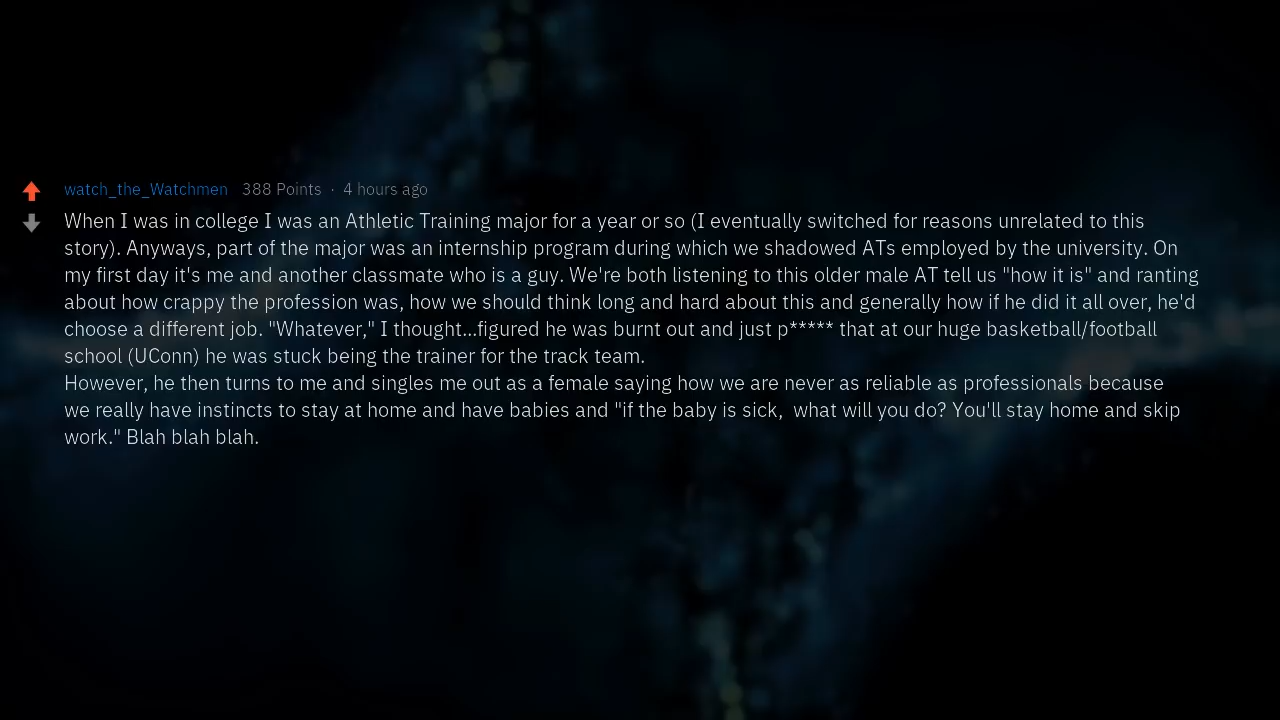 watch_the_Watchmen 388 Points · 4 hours ago
When I was in college I was an Athletic Training major for a year or so (I eventually switched for reasons unrelated to this
story). Anyways, part of the major was an internship program during which we shadowed ATs employed by the university. On
my first day it's me and another classmate who is a guy. We're both listening to this older male AT tell us "how it is" and ranting
about how crappy the profession was, how we should think long and hard about this and generally how if he did it all over, he'd
choose a different job. "Whatever," I thought...figured he was burnt out and just p***** that at our huge basketball/football
school (UConn) he was stuck being the trainer for the track team.
However, he then turns to me and singles me out as a female saying how we are never as reliable as professionals because
we really have instincts to stay at home and have babies and "if the baby is sick,  what will you do? You'll stay home and skip
work." Blah blah blah.